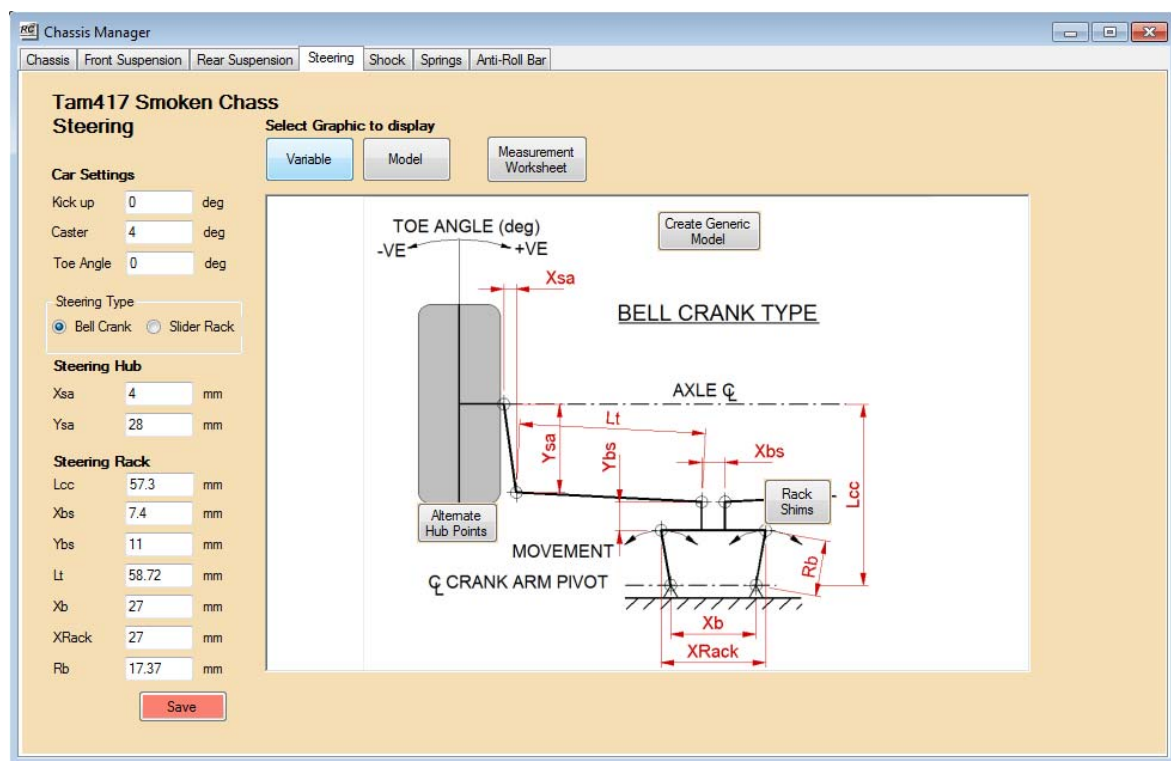 RC Chassis Manager
Chassis Front Suspension Rear Suspension Steering Shock Springs Anti-Roll Bar
Tam417 Smoken Chass
Steering
Select Graphic to display
Variable Model Measurement Worksheet
Car Settings
Kick up 0 deg
Caster 4 deg
Toe Angle 0 deg
Steering Type
Bell Crank Slider Rack
Steering Hub
Xsa 4 mm
Ysa 28 mm
Steering Rack
Lcc 57.3 mm
Xbs 7.4 mm
Ybs 11 mm
Lt 58.72 mm
Xb 27 mm
XRack 27 mm
Rb 17.37 mm
Save
TOE ANGLE (deg)
-VE +VE
Create Generic
Model
Xsa
BELL CRANK TYPE
AXLE ℄
Lt
Ysa
Ybs
Xbs
Lcc
Rack
Shims
Alternate
Hub Points
MOVEMENT
Rb
℄ CRANK ARM PIVOT
Xb
XRack